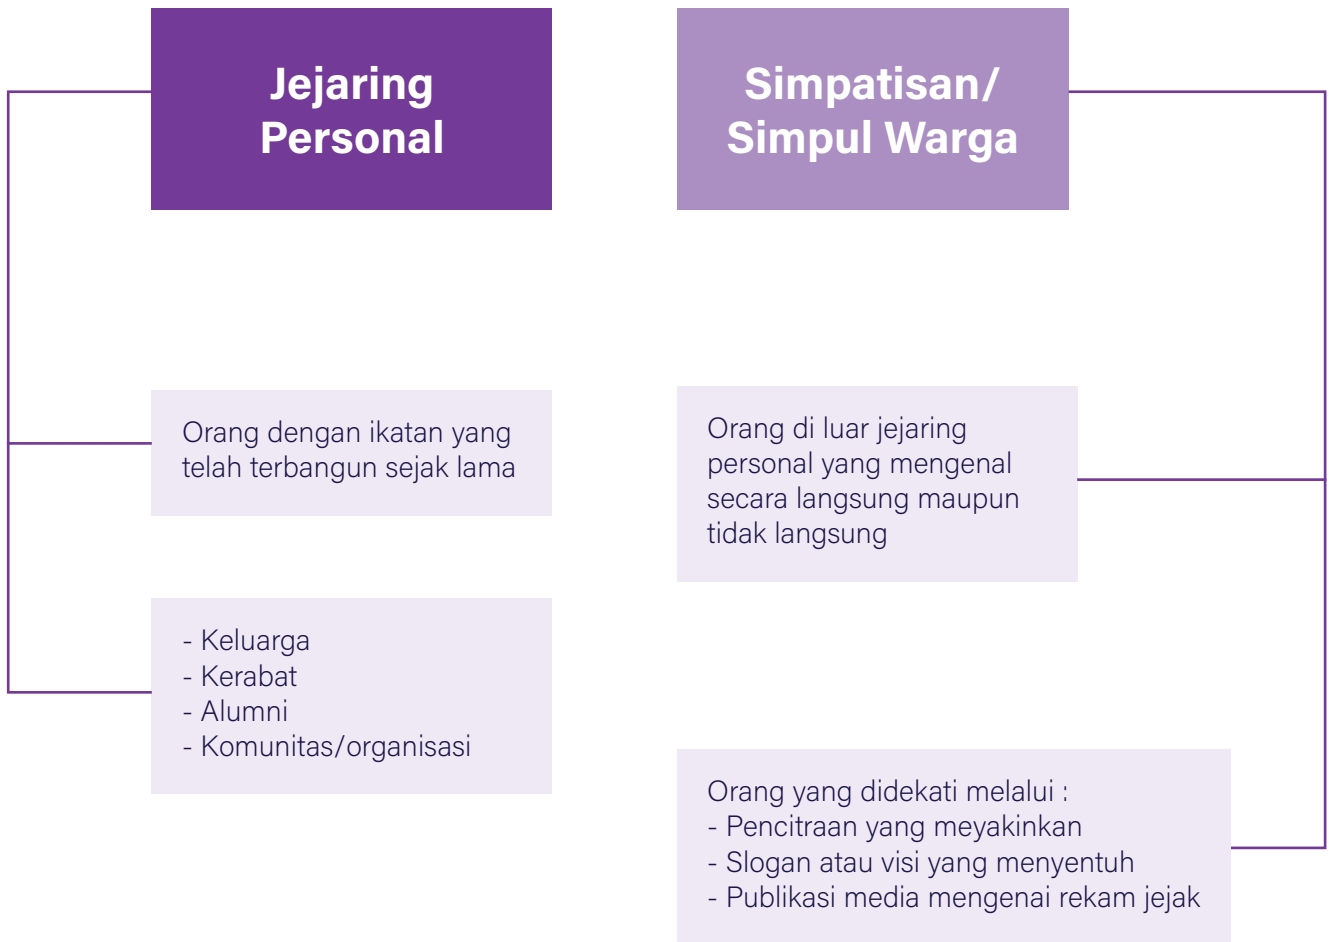 Jejaring
Personal
Orang dengan ikatan yang
telah terbangun sejak lama
- Keluarga
- Kerabat
- Alumni
- Komunitas/organisasi
Simpatisan/
Simpul Warga
Orang di luar jejaring
personal yang mengenal
secara langsung maupun
tidak langsung
Orang yang didekati melalui :
- Pencitraan yang meyakinkan
- Slogan atau visi yang menyentuh
- Publikasi media mengenai rekam jejak